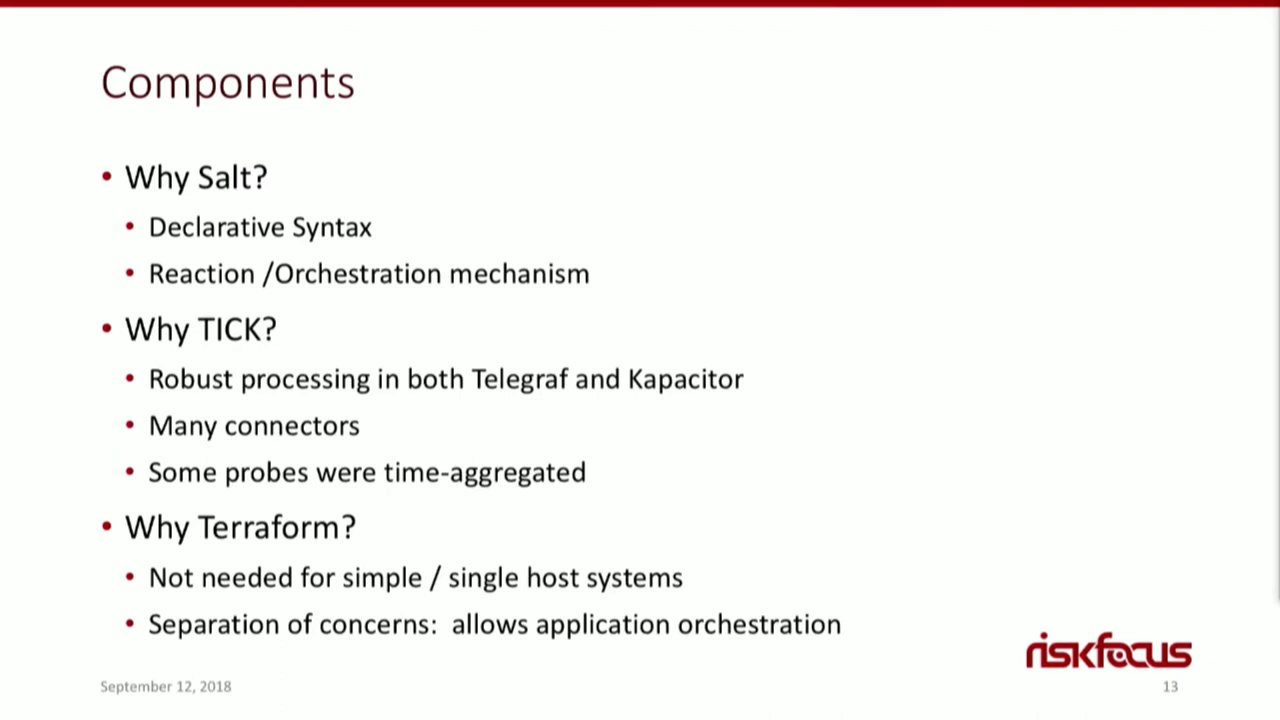 Components
• Why Salt?
• Declarative Syntax
• Reaction /Orchestration mechanism
• Why TICK?
• Robust processing in both Telegraf and Kapacitor
• Many connectors
• Some probes were time-aggregated
• Why Terraform?
• Not needed for simple / single host systems
• Separation of concerns:  allows application orchestration
riskfocus
September 12, 2018
13